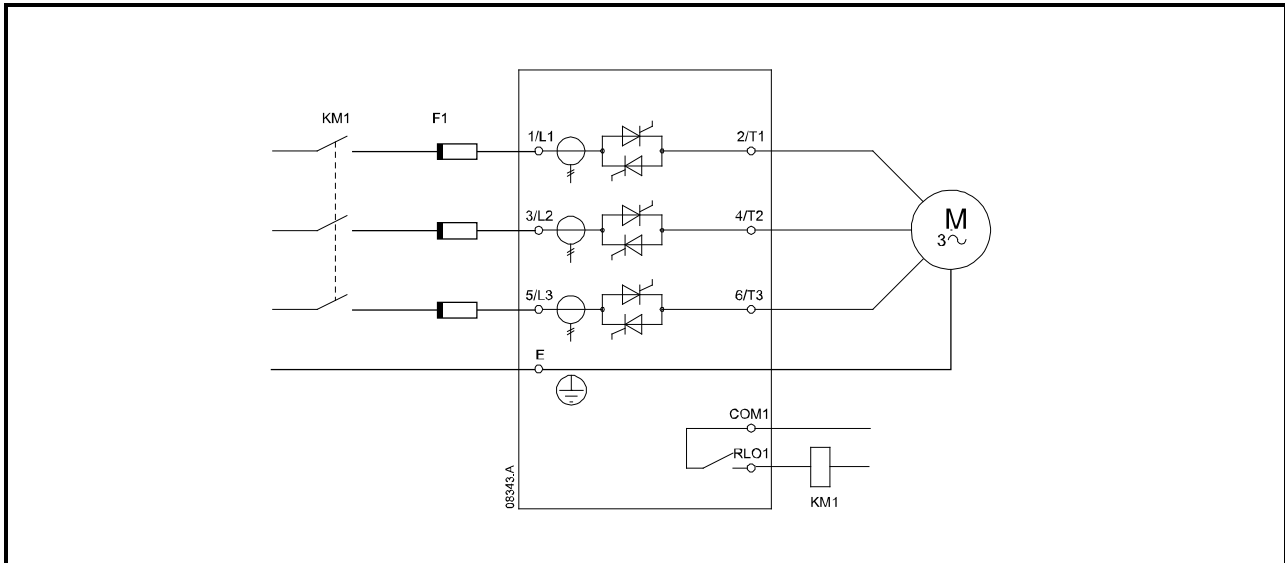 KM1
F1
1/L1
2/T1
3/L2
4/T2
M
3~
5/L3
6/T3
E
COM1
RLO1
KM1
08343.A